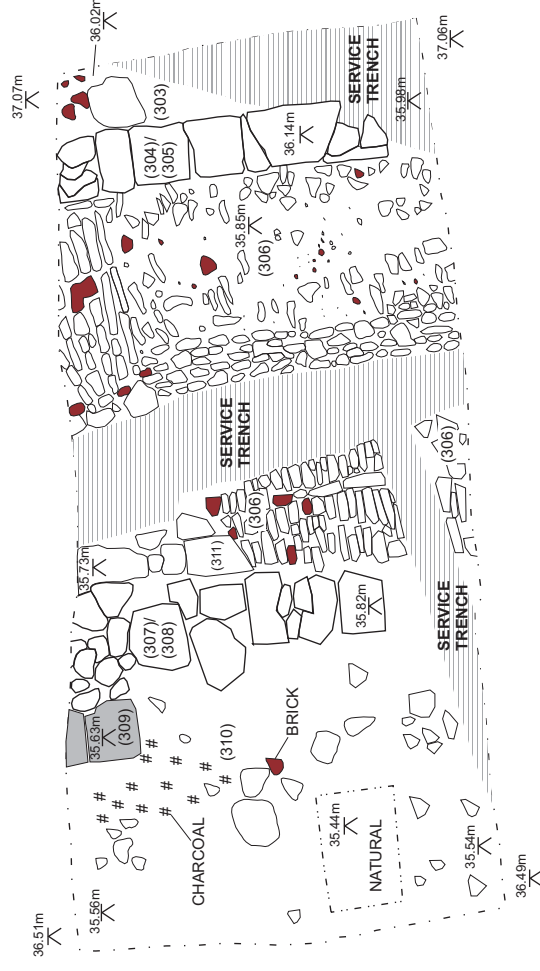 36.02m
37.07m
(303)
SERVICE
TRENCH
37.06m
35.98m
(304)/
(305)
36.14m
35.85m
(306)
SERVICE
TRENCH
(306)
(306)
35.73m
(311)
(307)/
(308)
35.82m
SERVICE
TRENCH
35.63m
(309)
#
#
#
#
#
#
#
#
#
#
#
#
(310)
BRICK
CHARCOAL
35.44m
NATURAL
35.54m
36.49m
35.56m
36.51m